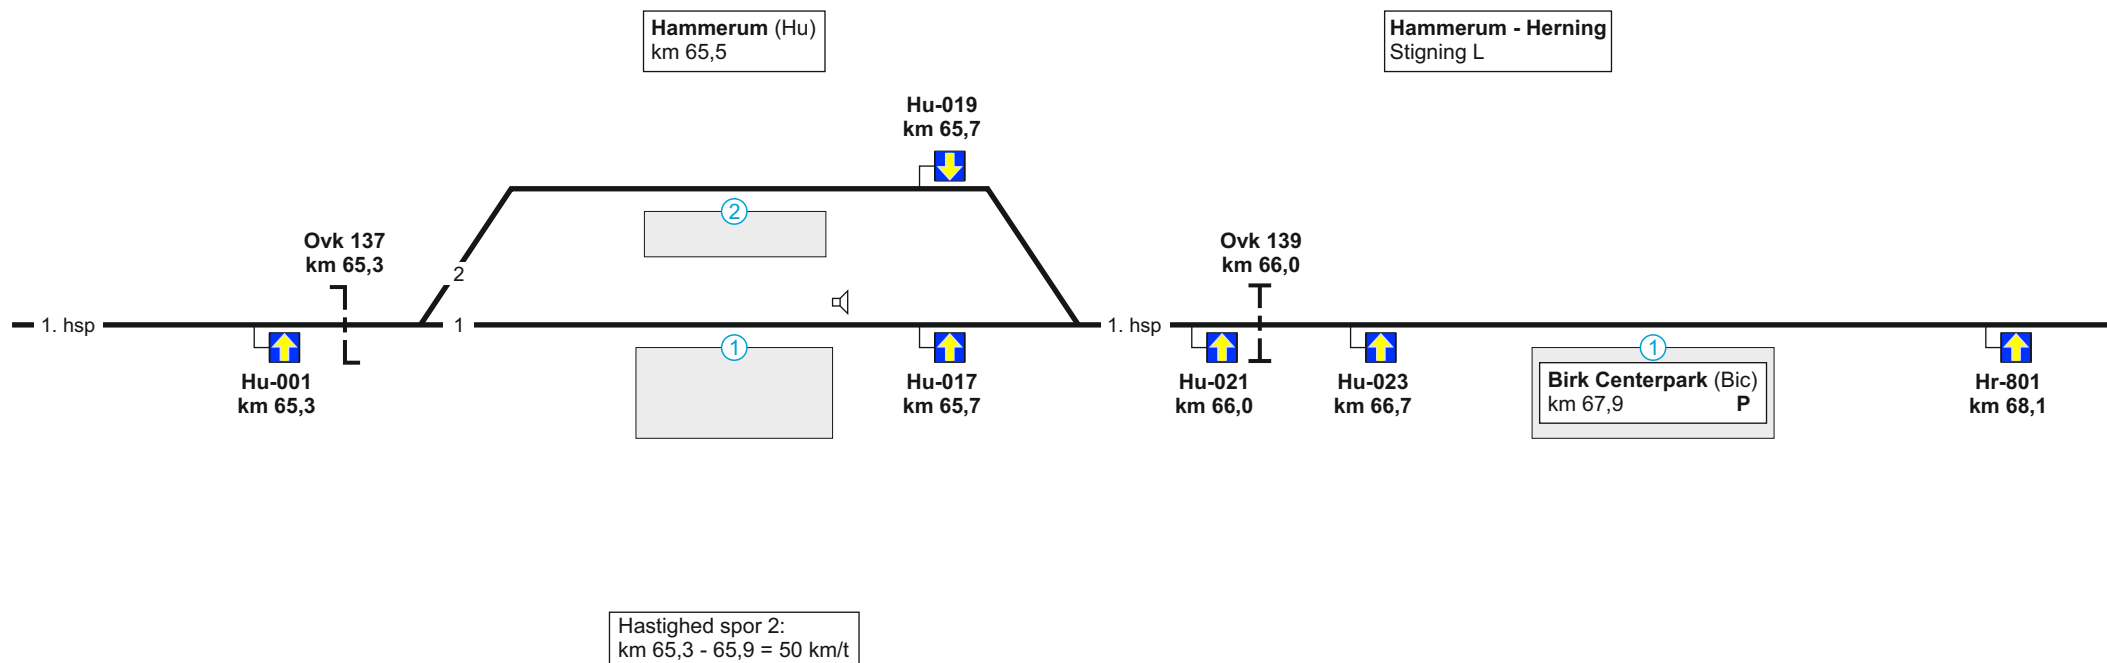 Hammerum (Hu)
km 65,5
Hammerum - Herning
Stigning L
Hu-019
km 65,7
2
Ovk 137
km 65,3
Ovk 139
km 66,0
2
1. hsp
1
1. hsp
1
1
Hu-001
km 65,3
Hu-017
km 65,7
Hu-021
km 66,0
Hu-023
km 66,7
Birk Centerpark (Bic)
km 67,9 P
Hr-801
km 68,1
Hastighed spor 2:
km 65,3 - 65,9 = 50 km/t